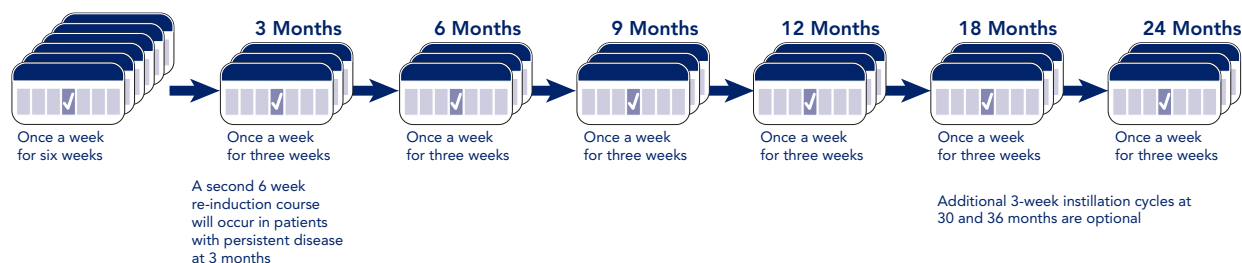 3 Months
6 Months
9 Months
12 Months
18 Months
24 Months
Once a week
for six weeks
Once a week
for three weeks
Once a week
for three weeks
Once a week
for three weeks
Once a week
for three weeks
Once a week
for three weeks
Once a week
for three weeks
A second 6 week
re-induction course
will occur in patients
with persistent disease
at 3 months
Additional 3-week instillation cycles at
30 and 36 months are optional